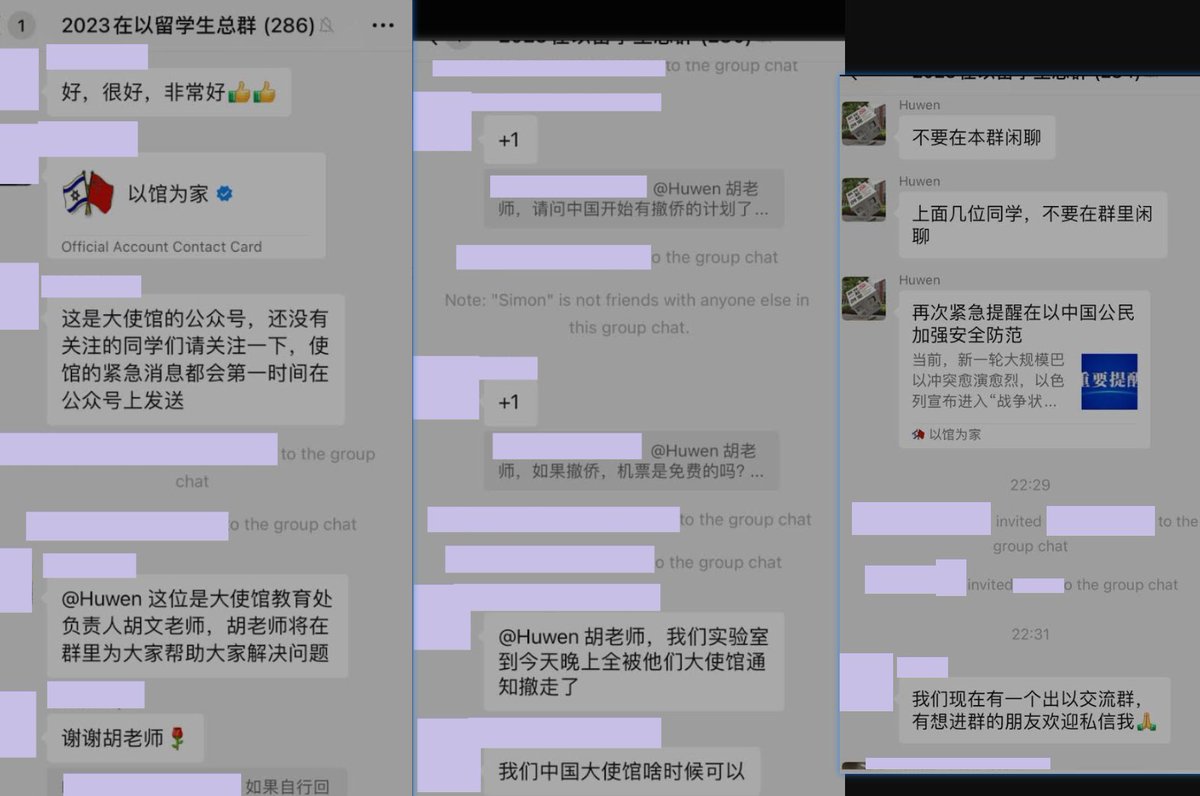 1
2023在以留学生总群 (286)
好，很好，非常好👍👍
以馆为家
Official Account Contact Card
这是大使馆的公众号，还没有
关注的同学们请关注一下，使
馆的紧急消息都会第一时间在
公众号上发送
to the group
chat
o the group chat
@Huwen 这位是大使馆教育处
负责人胡文老师，胡老师将在
群里为大家帮助大家解决问题
谢谢胡老师🌹
如果自行回
to the group chat
+1
@Huwen 胡老
师，请问中国开始有撤侨的计划了...
o the group chat
Note: "Simon" is not friends with anyone else in
this group chat.
+1
@Huwen 胡老
师，如果撤侨，机票是免费的吗? ...
to the group chat
o the group chat
@Huwen 胡老师，我们实验室
到今天晚上全被他们大使馆通
知撤走了
我们中国大使馆啥时候可以
Huwen
不要在本群闲聊
Huwen
上面几位同学，不要在群里闲
聊
Huwen
再次紧急提醒在以中国公民
加强安全防范
当前，新一轮大规模巴
以冲突愈演愈烈，以色
列宣布进入“战争状...
重要提醒
以馆为家
22:29
invited to the
group chat
invited o the group chat
22:31
我们现在有一个出以交流群，
有想进群的朋友欢迎私信我🙏